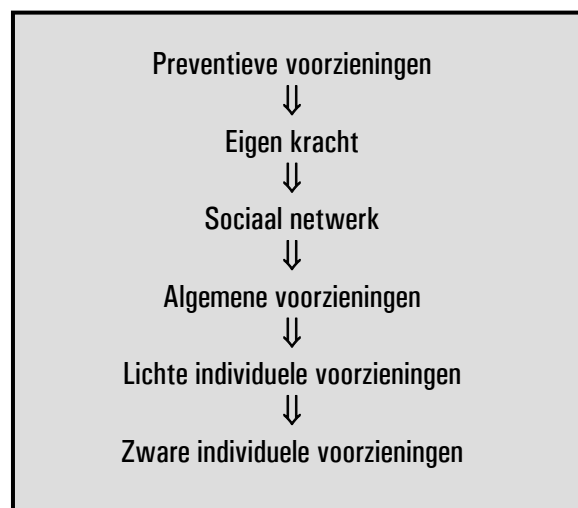 Preventieve voorzieningen
⇓
Eigen kracht
⇓
Sociaal netwerk
⇓
Algemene voorzieningen
⇓
Lichte individuele voorzieningen
⇓
Zware individuele voorzieningen